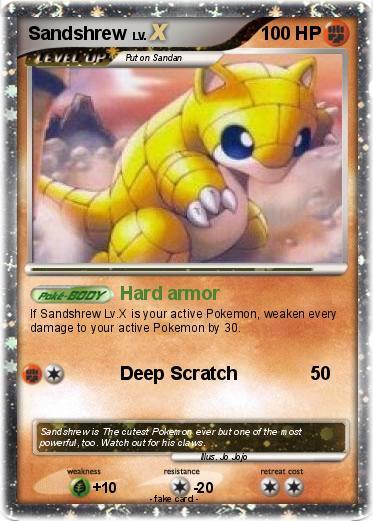 Sandshrew LV.X 100 HP
LEVEL-UP Put on Sandan
Poké-BODY Hard armor
If Sandshrew Lv.X is your active Pokemon, weaken every
damage to your active Pokemon by 30.
Deep Scratch 50
Sandshrew is The cutest Pokemon ever but one of the most
powerful, too. Watch out for his claws.
Illus. Jo Jojo
weakness resistance retreat cost
+10 -20
- fake card -